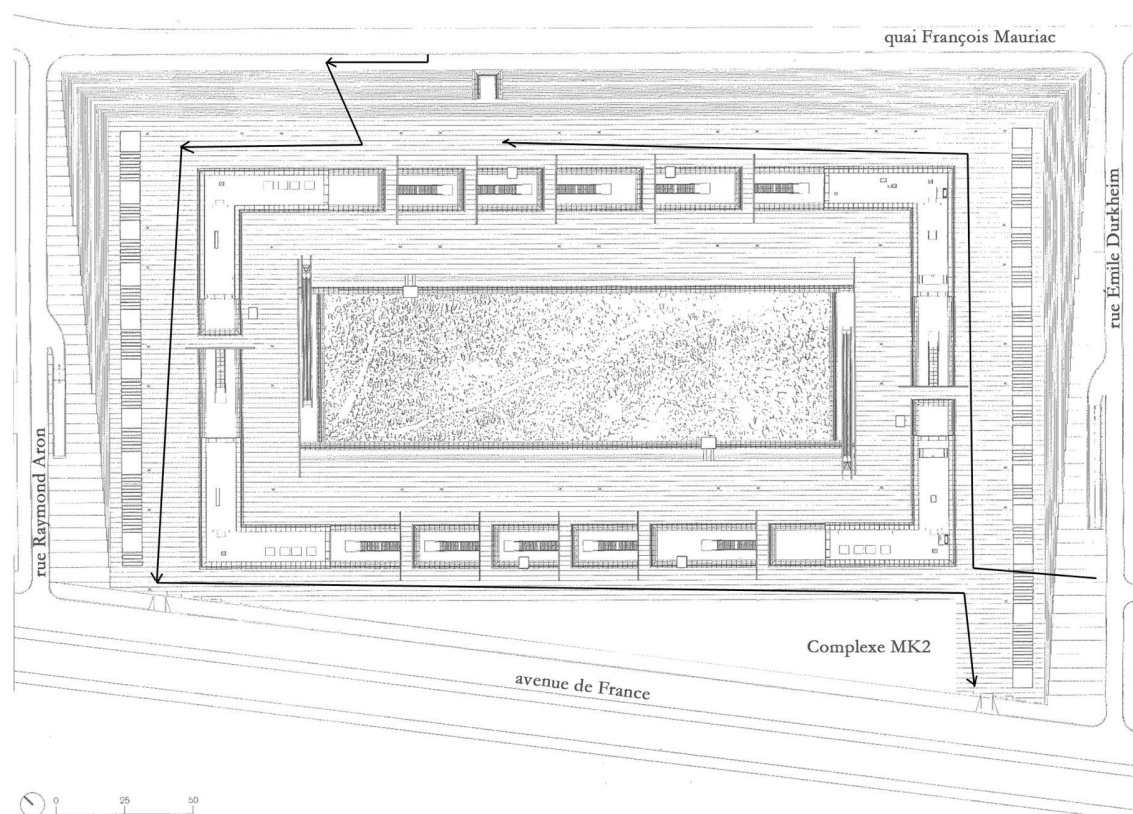 quai François Mauriac
rue Émile Durkheim
rue Raymond Aron
Complexe MK2
avenue de France
0 25 50